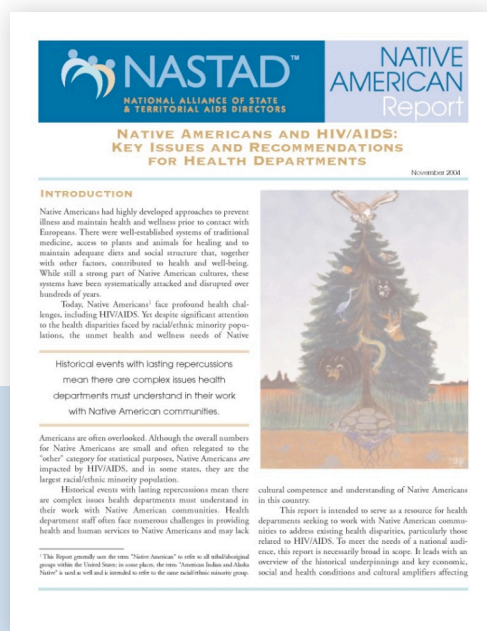 NASTAD™
NATIONAL ALLIANCE OF STATE
& TERRITORIAL AIDS DIRECTORS
NATIVE
AMERICAN
Report
NATIVE AMERICANS AND HIV/AIDS:
KEY ISSUES AND RECOMMENDATIONS
FOR HEALTH DEPARTMENTS
November 2004
INTRODUCTION
Native Americans had highly developed approaches to prevent
illness and maintain health and wellness prior to contact with
Europeans. There were well-established systems of traditional
medicine, access to plants and animals for healing and to
maintain adequate diets and social structure that, together
with other factors, contributed to health and well-being.
While still a strong part of Native American cultures, these
systems have been systematically attacked and disrupted over
hundreds of years.
Today, Native Americans¹ face profound health chal-
lenges, including HIV/AIDS. Yet despite significant attention
to the health disparities faced by racial/ethnic minority popu-
lations, the unmet health and wellness needs of Native
Historical events with lasting repercussions
mean there are complex issues health
departments must understand in their work
with Native American communities.
Americans are often overlooked. Although the overall numbers
for Native Americans are small and often relegated to the
"other" category for statistical purposes, Native Americans are
impacted by HIV/AIDS, and in some states, they are the
largest racial/ethnic minority population.
Historical events with lasting repercussions mean there
are complex issues health departments must understand in
their work with Native American communities. Health
department staff often face numerous challenges in providing
health and human services to Native Americans and may lack
¹ This Report generally uses the term "Native American" to refer to all tribal/aboriginal
groups within the United States; in some places, the term "American Indian and Alaska
Native" is used as well and is intended to refer to the same racial/ethnic minority group.
cultural competence and understanding of Native Americans
in this country.
This report is intended to serve as a resource for health
departments seeking to work with Native American commu-
nities to address existing health disparities, particularly those
related to HIV/AIDS. To meet the needs of a national audi-
ence, this report is necessarily broad in scope. It leads with an
overview of the historical underpinnings and key economic,
social and health conditions and cultural amplifiers affecting